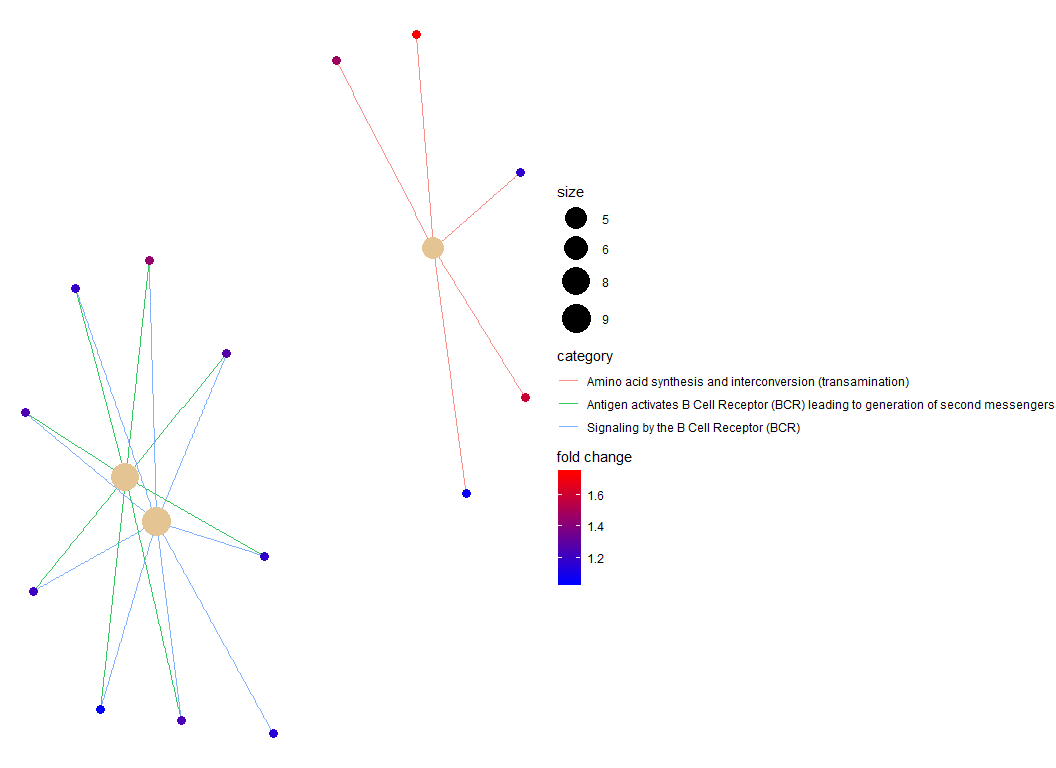 size
5
6
8
9
category
Amino acid synthesis and interconversion (transamination)
Antigen activates B Cell Receptor (BCR) leading to generation of second messengers
Signaling by the B Cell Receptor (BCR)
fold change
1.6
1.4
1.2